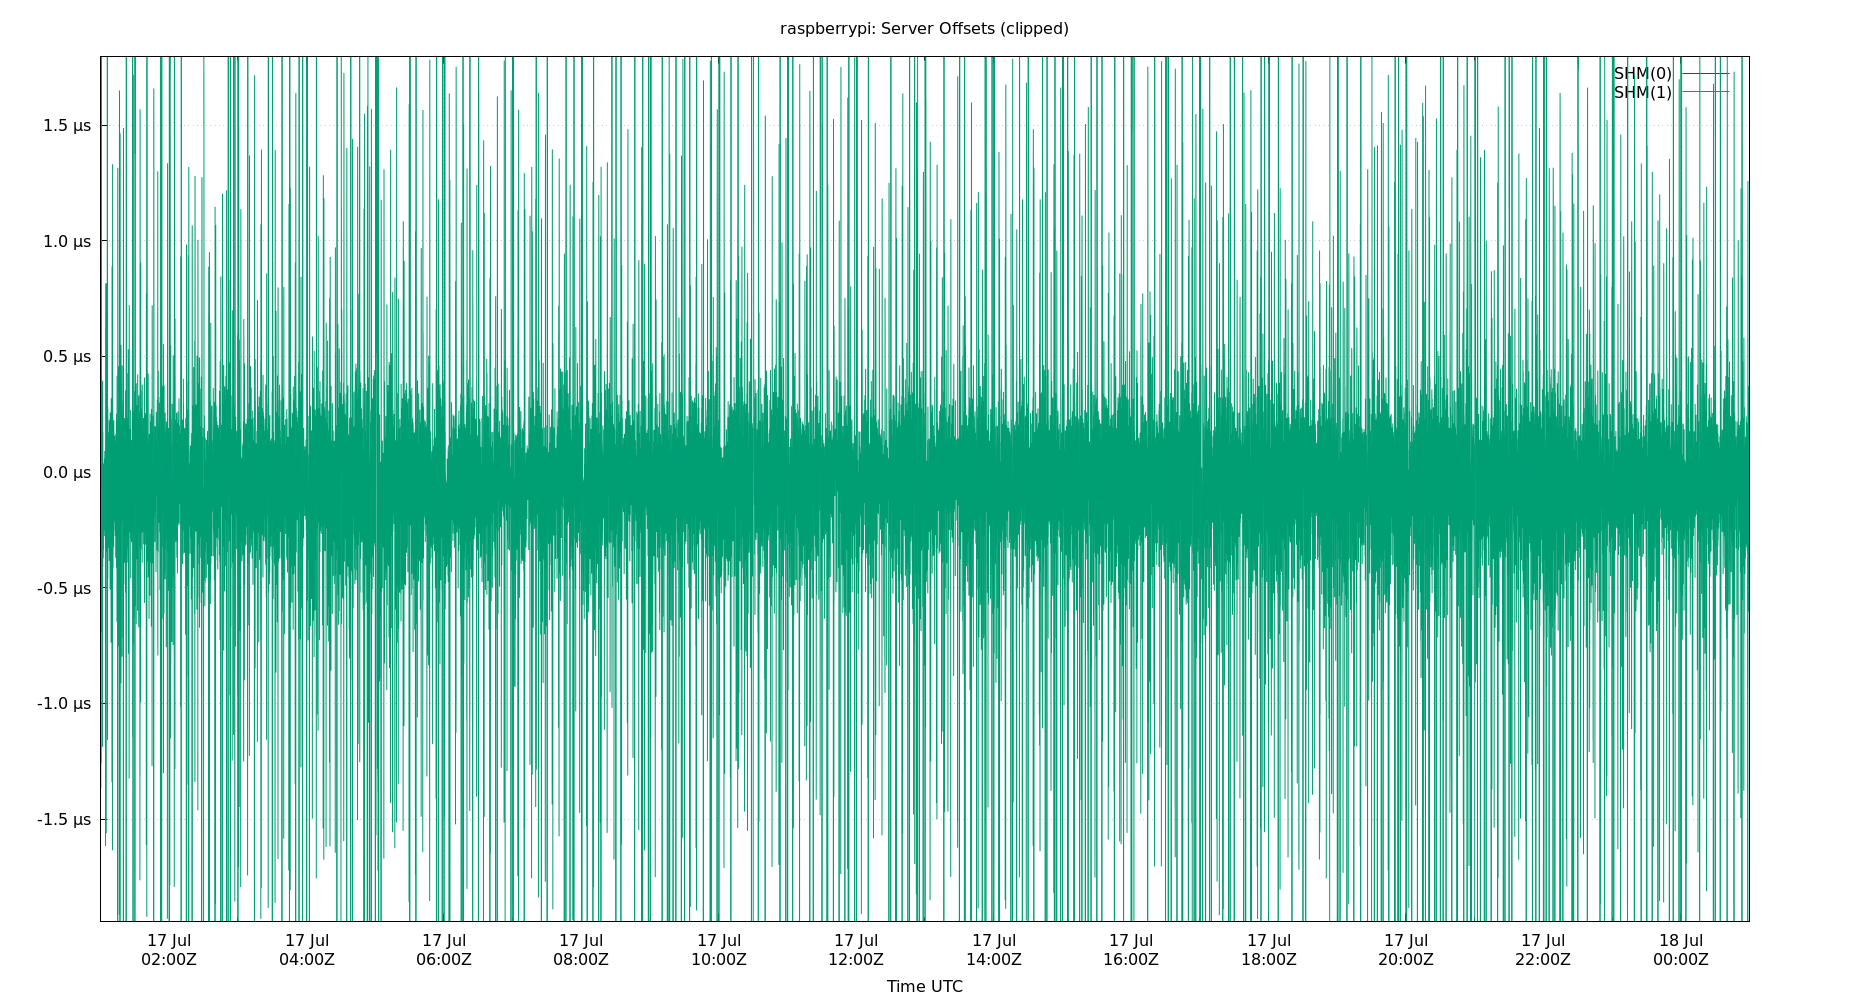 raspberrypi: Server Offsets (clipped)
SHM(0)
SHM(1)
1.5 µs
1.0 µs
0.5 µs
0.0 µs
-0.5 µs
-1.0 µs
-1.5 µs
17 Jul 17 Jul 17 Jul 17 Jul 17 Jul 17 Jul 17 Jul 17 Jul 17 Jul 17 Jul 17 Jul 18 Jul
02:00Z 04:00Z 06:00Z 08:00Z 10:00Z 12:00Z 14:00Z 16:00Z 18:00Z 20:00Z 22:00Z 00:00Z
Time UTC